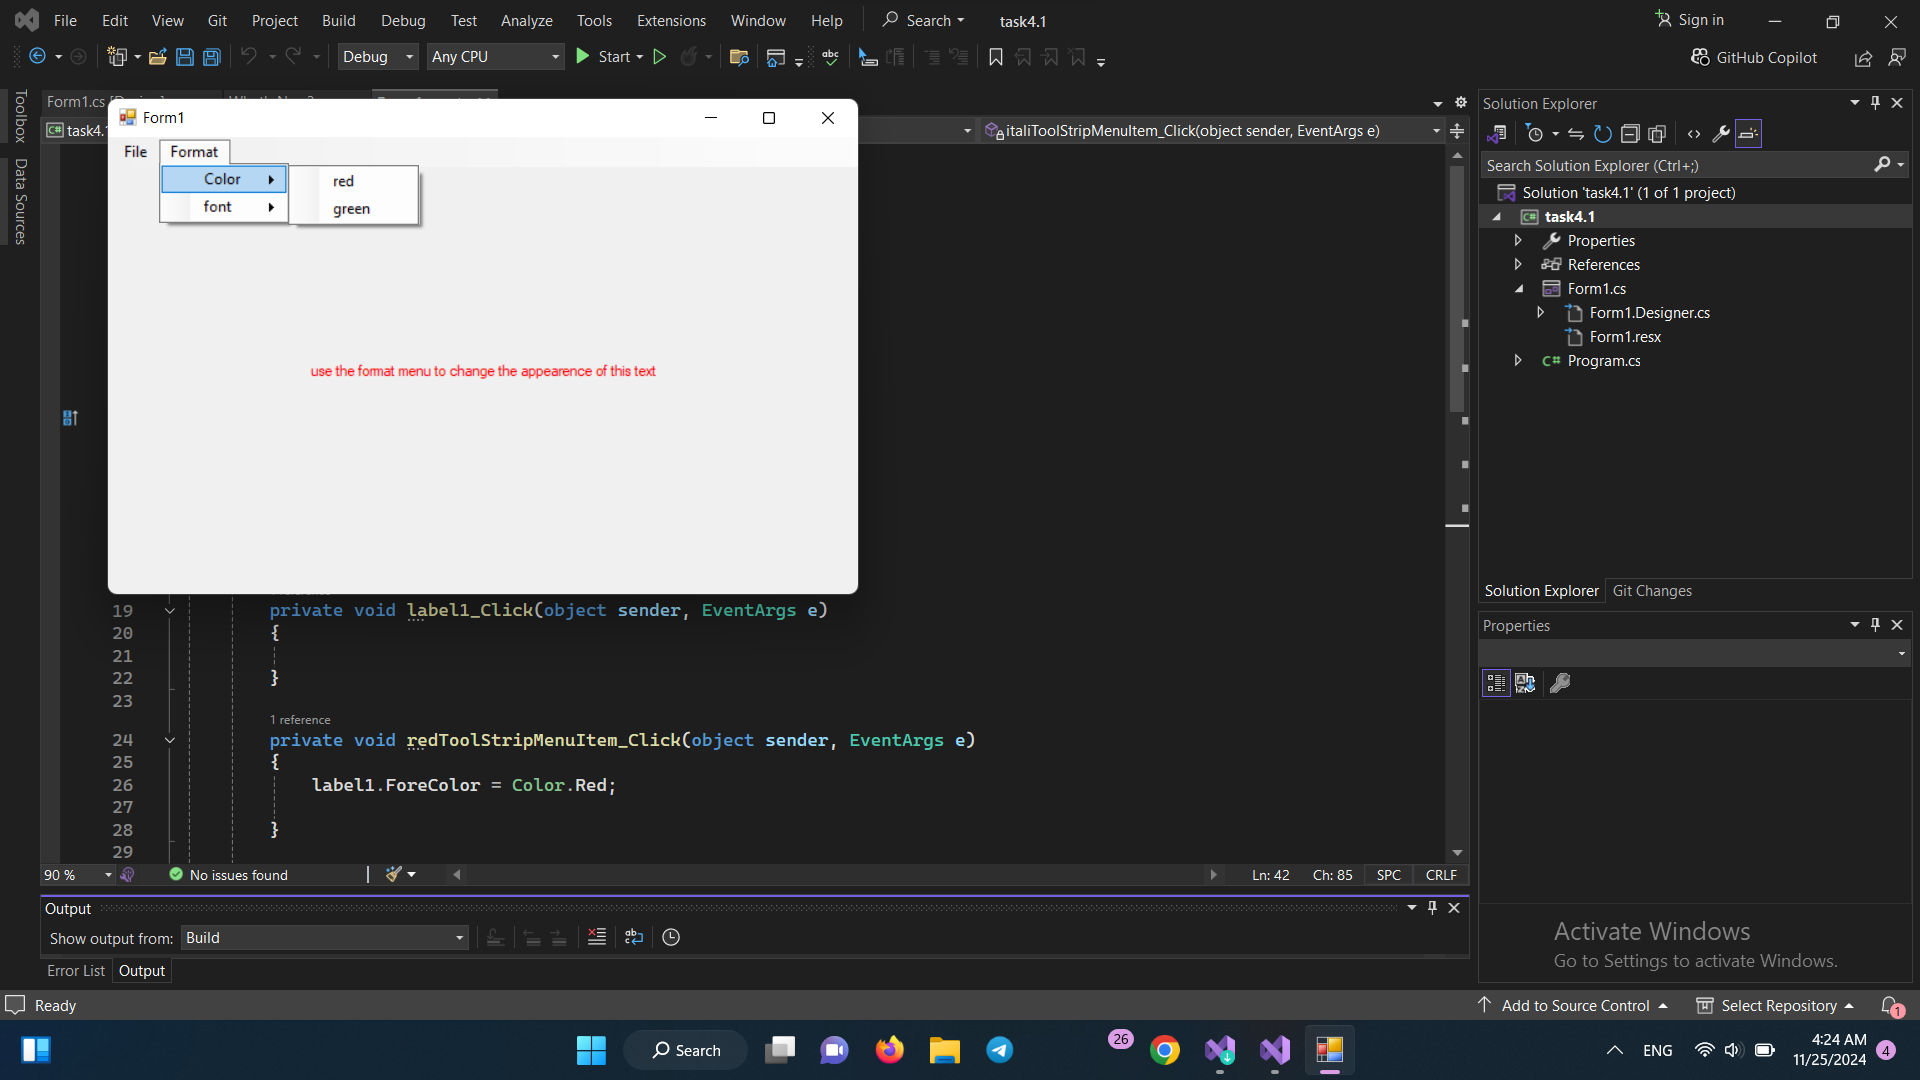 File Edit View Git Project Build Debug Test Analyze Tools Extensions Window Help Search task4.1 Sign in
Debug Any CPU Start GitHub Copilot
Form1.cs
Toolbox
Data Sources
task4.
italiToolStripMenuItem_Click(object sender, EventArgs e)
Form1
File Format
Color red
font green
use the format menu to change the appearence of this text
19 private void label1_Click(object sender, EventArgs e)
20 {
21
22 }
23
1 reference
24 private void redToolStripMenuItem_Click(object sender, EventArgs e)
25 {
26 label1.ForeColor = Color.Red;
27
28 }
29
90 % No issues found Ln: 42 Ch: 85 SPC CRLF
Output
Show output from: Build
Error List Output
Solution Explorer
Search Solution Explorer (Ctrl+;)
Solution 'task4.1' (1 of 1 project)
task4.1
Properties
References
Form1.cs
Form1.Designer.cs
Form1.resx
C# Program.cs
Solution Explorer Git Changes
Properties
Activate Windows
Go to Settings to activate Windows.
Ready Add to Source Control Select Repository 1
Search 26 ENG 4:24 AM
11/25/2024 4